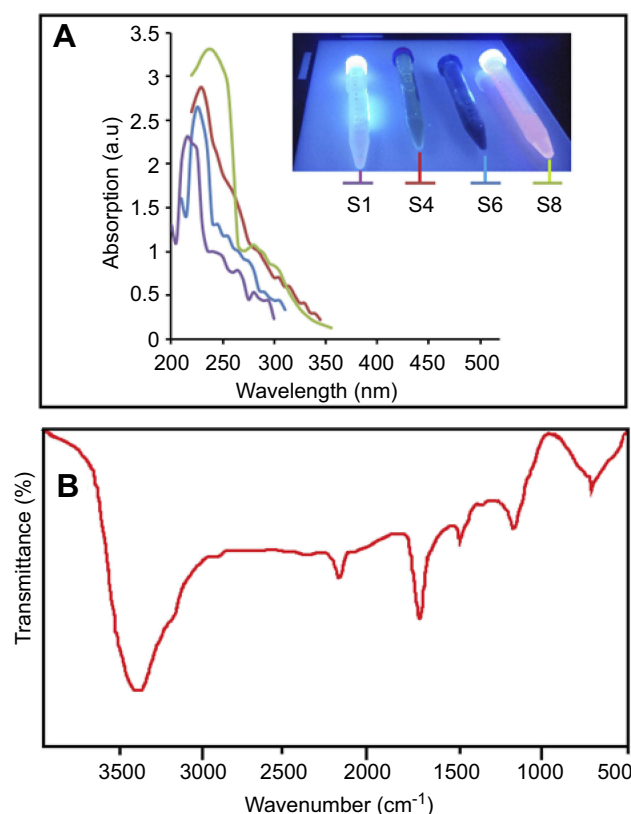 A
Absorption (a.u)
3.5
3
2.5
2
1.5
1
0.5
0
200 250 300 350 400 450 500
Wavelength (nm)
S1 S4 S6 S8
B
Transmittance (%)
3500 3000 2500 2000 1500 1000 500
Wavenumber (cm⁻¹)